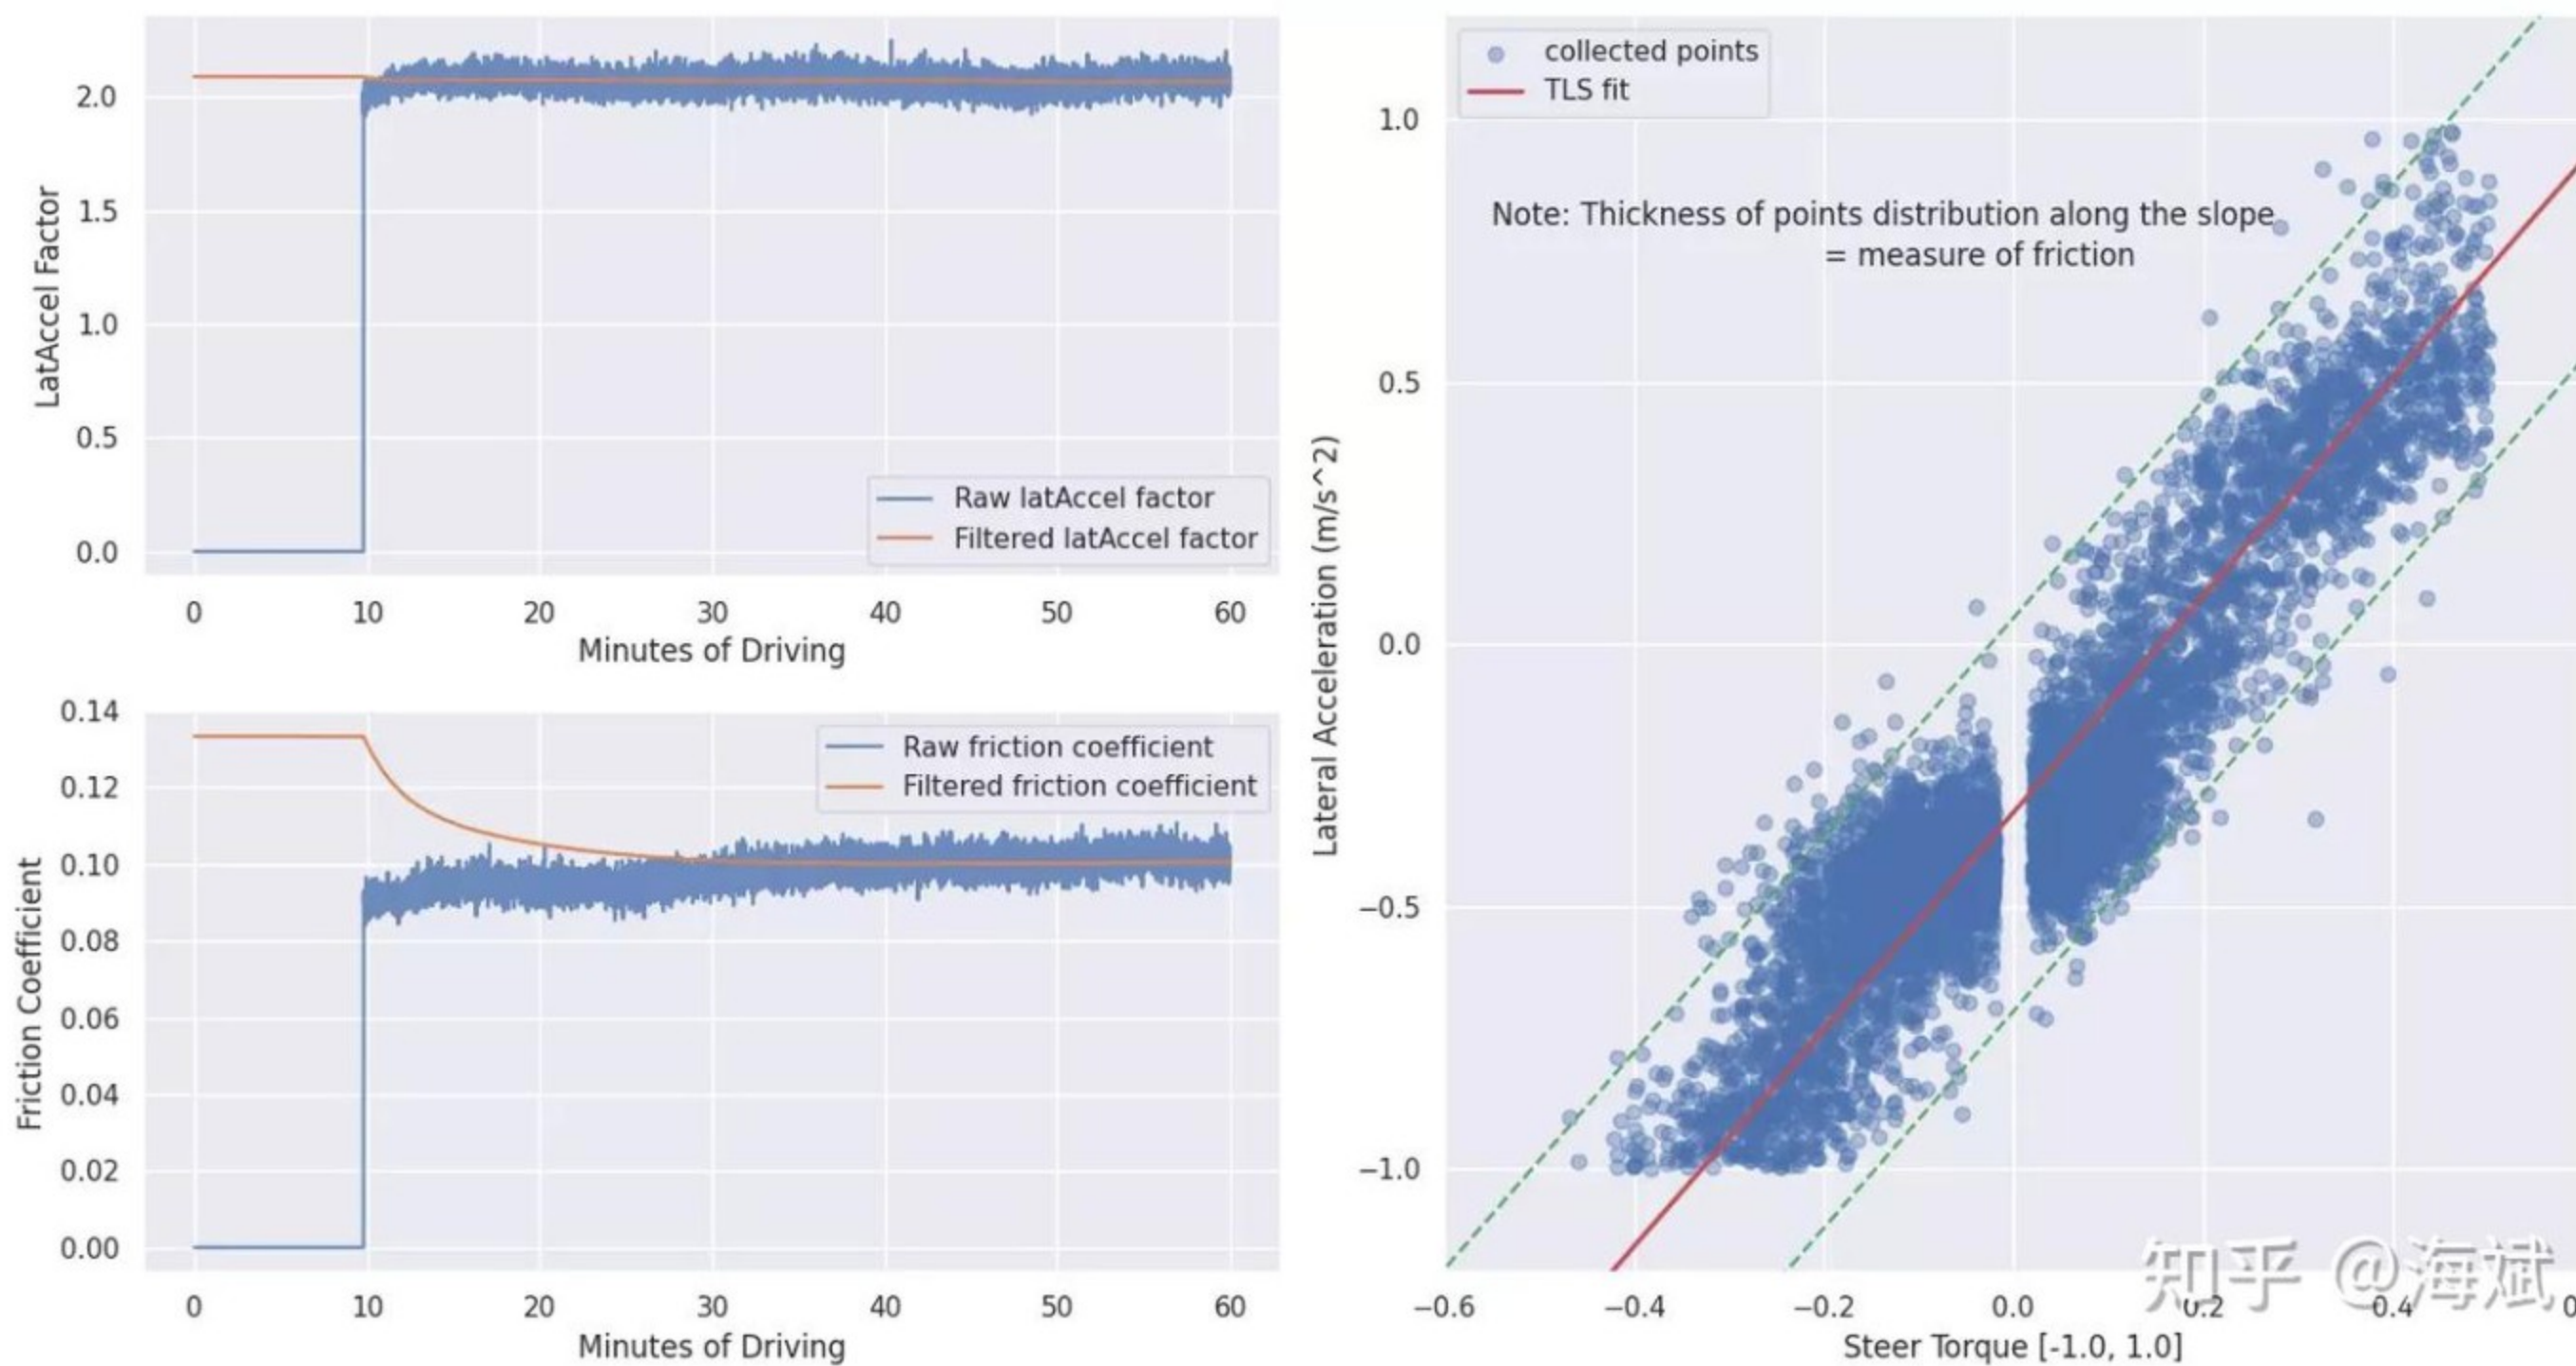 2.0
1.5
1.0
0.5
0.0
LatAccel Factor
Raw latAccel factor
Filtered latAccel factor
0 10 20 30 40 50 60
Minutes of Driving
0.14
0.12
0.10
0.08
0.06
0.04
0.02
0.00
Friction Coefficient
Raw friction coefficient
Filtered friction coefficient
0 10 20 30 40 50 60
Minutes of Driving
collected points
TLS fit
Note: Thickness of points distribution along the slope
= measure of friction
1.0
0.5
0.0
−0.5
−1.0
Lateral Acceleration (m/s^2)
−0.6 −0.4 −0.2 0.0 0.2 0.4
Steer Torque [-1.0, 1.0]
知乎 @海斌